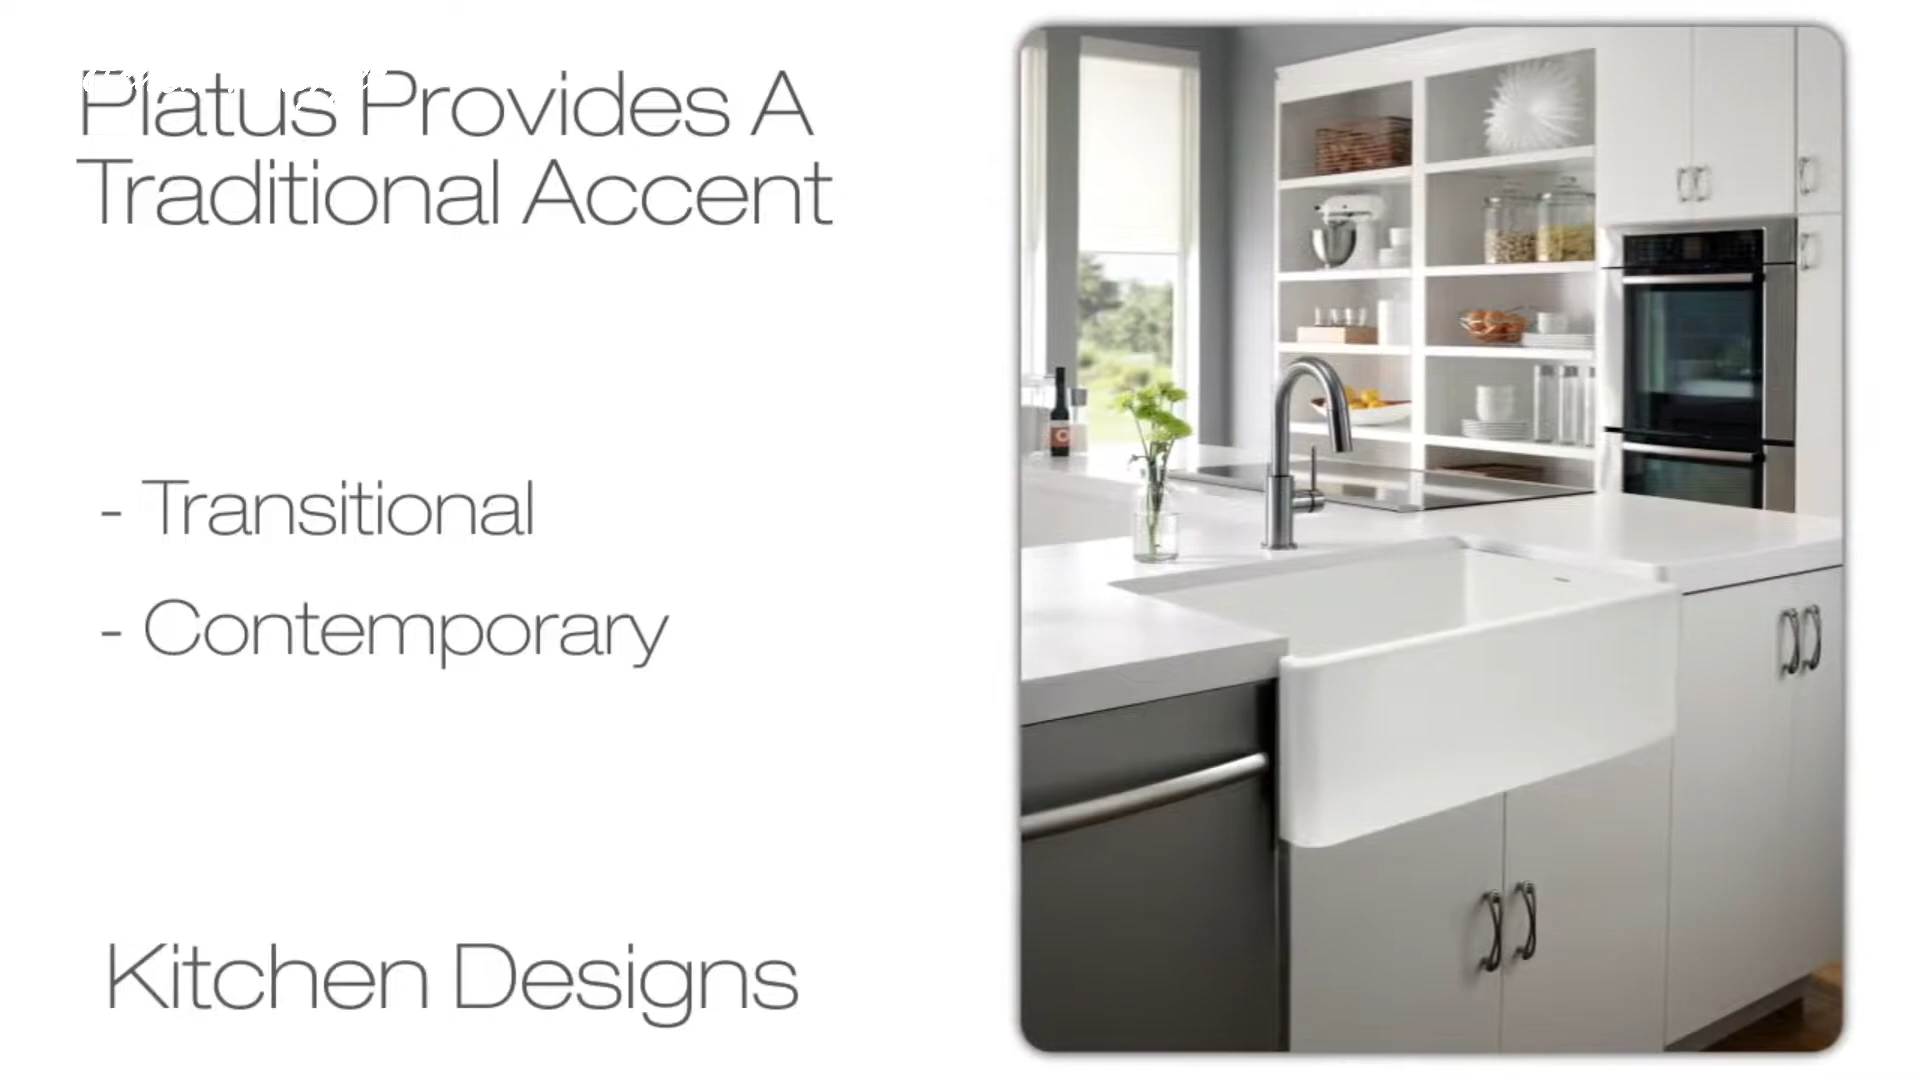 Platus Provides A
Traditional Accent
- Transitional
- Contemporary
Kitchen Designs